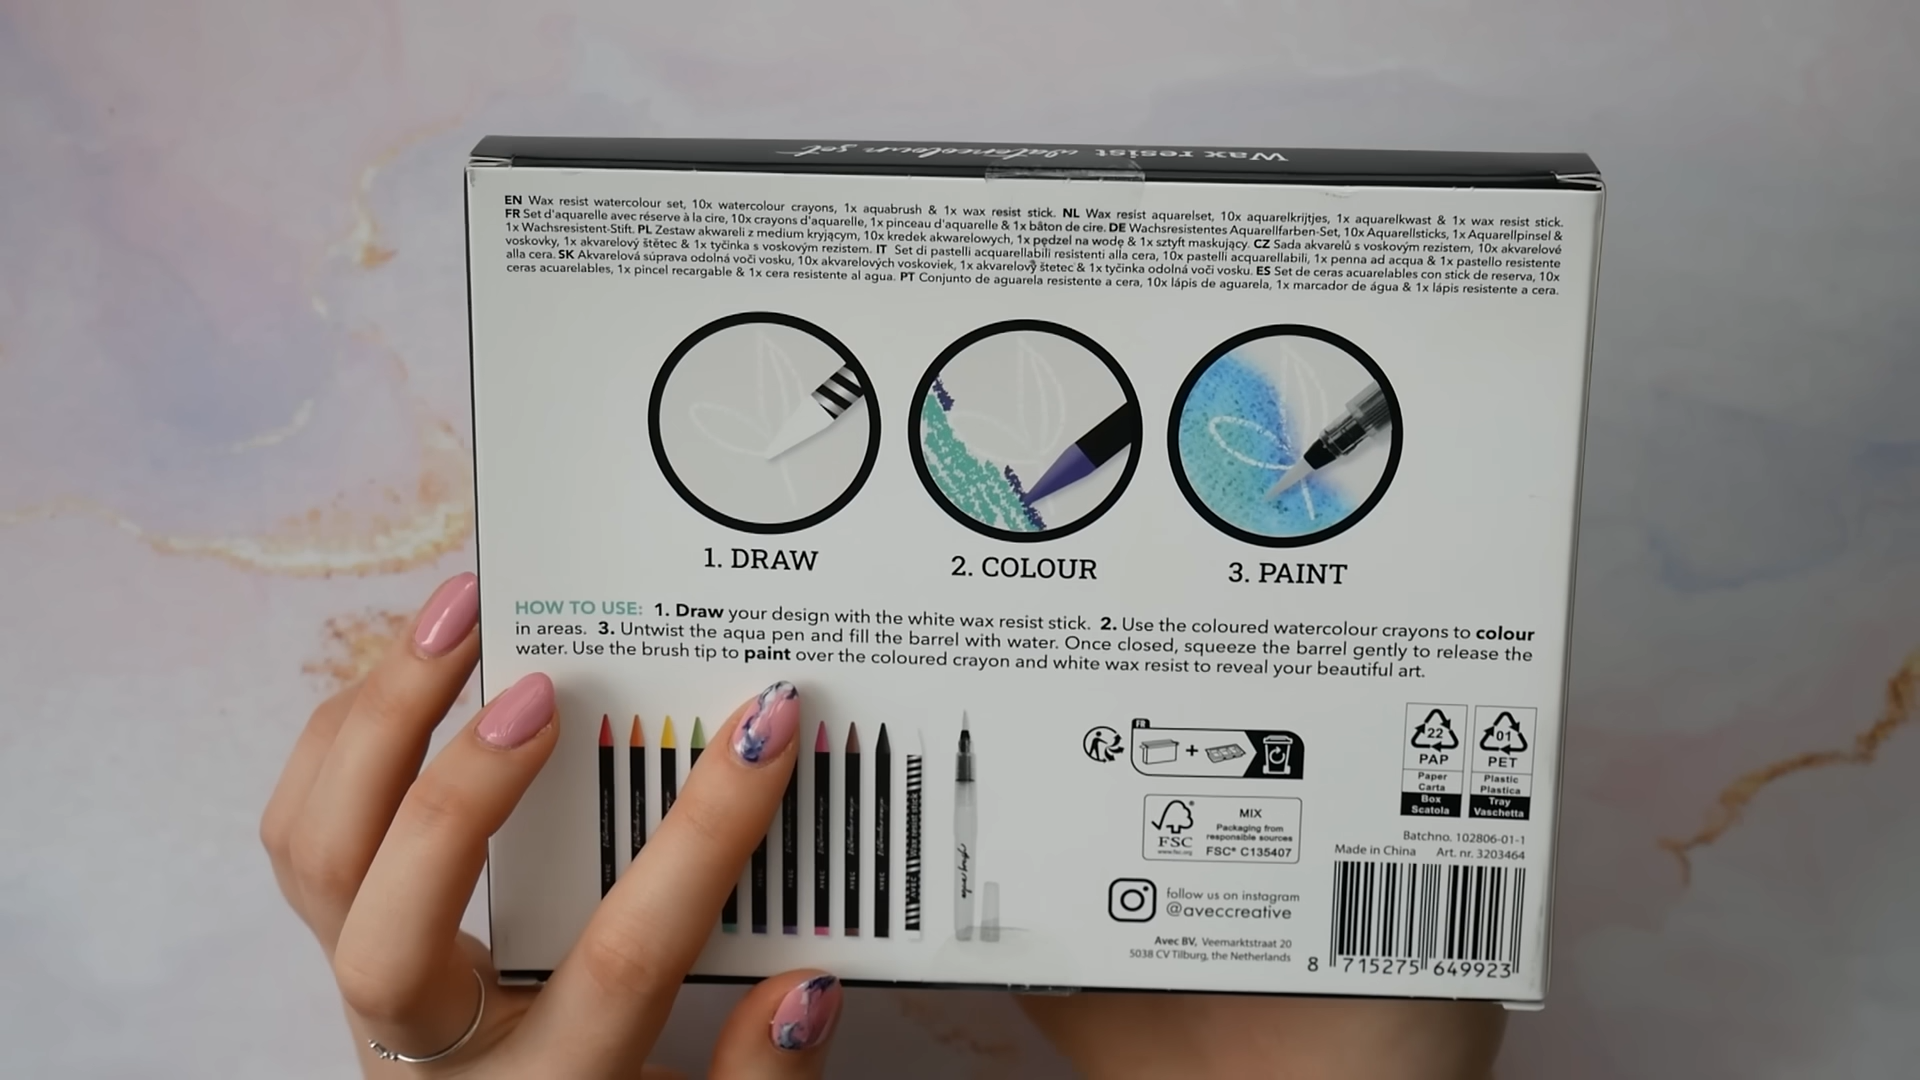 Wax resist watercolour set
EN Wax resist watercolour set, 10x watercolour crayons, 1x aquabrush & 1x wax resist stick. NL Wax resist aquarelset, 10x aquarelkrijtjes, 1x aquarelkwast & 1x wax resist stick.
FR Set d'aquarelle avec réserve à la cire, 10x crayons d'aquarelle, 1x pinceau d'aquarelle & 1x bâton de cire. DE Wachsresistentes Aquarellfarben-Set, 10x Aquarellsticks, 1x Aquarellpinsel &
1x Wachsresistent-Stift. PL Zestaw akwareli z medium kryjącym, 10x kredek akwarelowych, 1x pędzel na wodę & 1x sztyft maskujący. CZ Sada akvarelů s voskovým rezistem, 10x akvarelové
voskovky, 1x akvarelový štětec & 1x tyčinka s voskovým rezistem. IT Set di pastelli acquarellabili resistenti alla cera, 10x pastelli acquarellabili, 1x penna ad acqua & 1x pastello resistente
alla cera. SK Akvarelová súprava odolná voči vosku, 10x akvarelových voskoviek, 1x akvarelový štetec & 1x tyčinka odolná voči vosku. ES Set de ceras acuarelables con stick de reserva, 10x
ceras acuarelables, 1x pincel recargable & 1x cera resistente al agua. PT Conjunto de aguarela resistente a cera, 10x lápis de aguarela, 1x marcador de água & 1x lápis resistente a cera.
1. DRAW
2. COLOUR
3. PAINT
HOW TO USE: 1. Draw your design with the white wax resist stick. 2. Use the coloured watercolour crayons to colour
in areas. 3. Untwist the aqua pen and fill the barrel with water. Once closed, squeeze the barrel gently to release the
water. Use the brush tip to paint over the coloured crayon and white wax resist to reveal your beautiful art.
AVEC
AVEC
AVEC
AVEC
AVEC Wax resist stick
FR
+
22
PAP
Paper
Carta
Box
Scatola
01
PET
Plastic
Plastica
Tray
Vaschetta
FSC
www.fsc.org
MIX
Packaging from
responsible sources
FSC® C135407
Batchno. 102806-01-1
Made in China Art. nr. 3203464
follow us on instagram
@aveccreative
Avec BV, Veemarktstraat 20
5038 CV Tilburg, the Netherlands
8 715275 649923